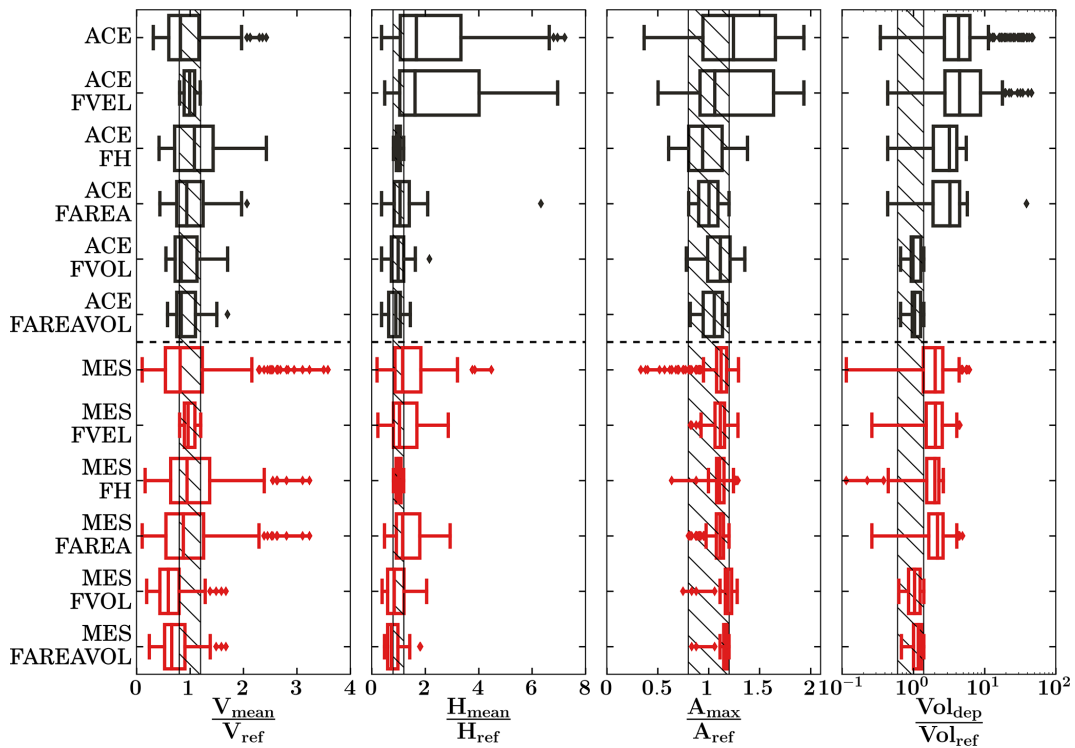 ACE
ACE
FVEL
ACE
FH
ACE
FAREA
ACE
FVOL
ACE
FAREAVOL
MES
MES
FVEL
MES
FH
MES
FAREA
MES
FVOL
MES
FAREAVOL
0 1 2 3 4
V_mean
V_ref
0 2 4 6 8
H_mean
H_ref
0 0.5 1 1.5 2
A_max
A_ref
10^−1 10^0 10^1 10^2
Vol_dep
Vol_ref